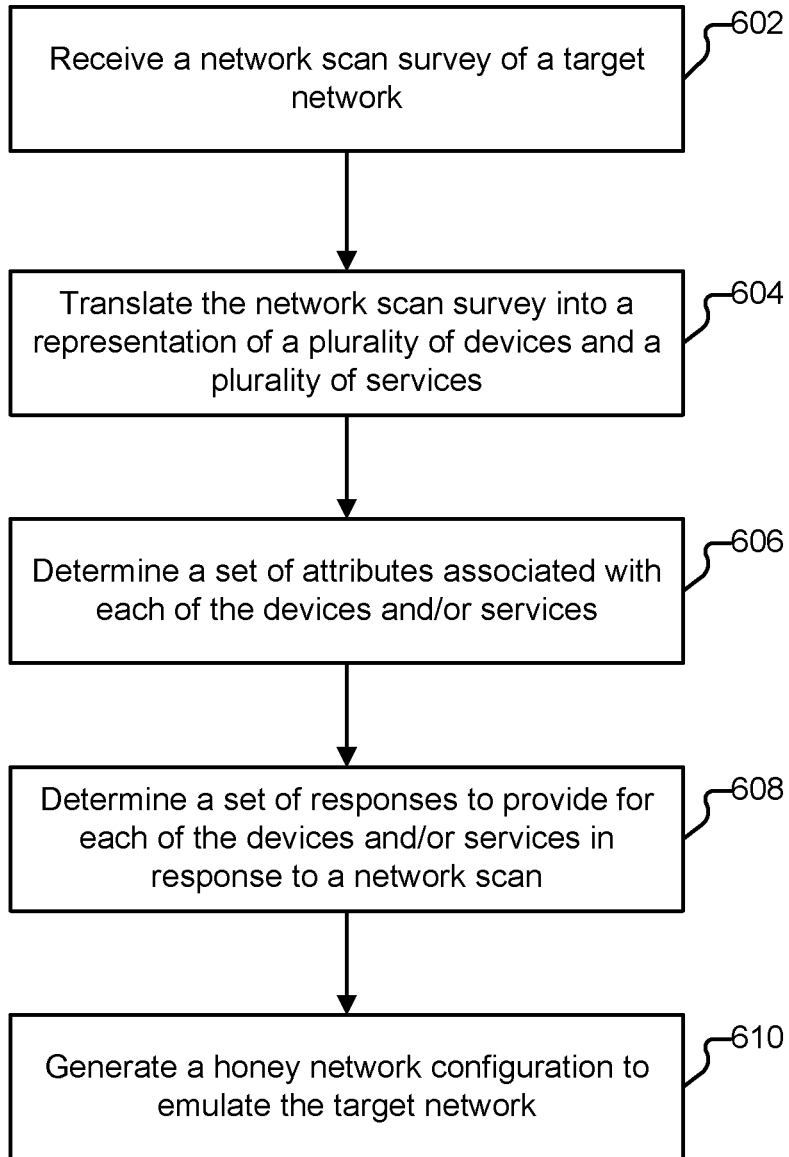 Receive a network scan survey of a target
network
602
Translate the network scan survey into a
representation of a plurality of devices and a
plurality of services
604
Determine a set of attributes associated with
each of the devices and/or services
606
Determine a set of responses to provide for
each of the devices and/or services in
response to a network scan
608
Generate a honey network configuration to
emulate the target network
610